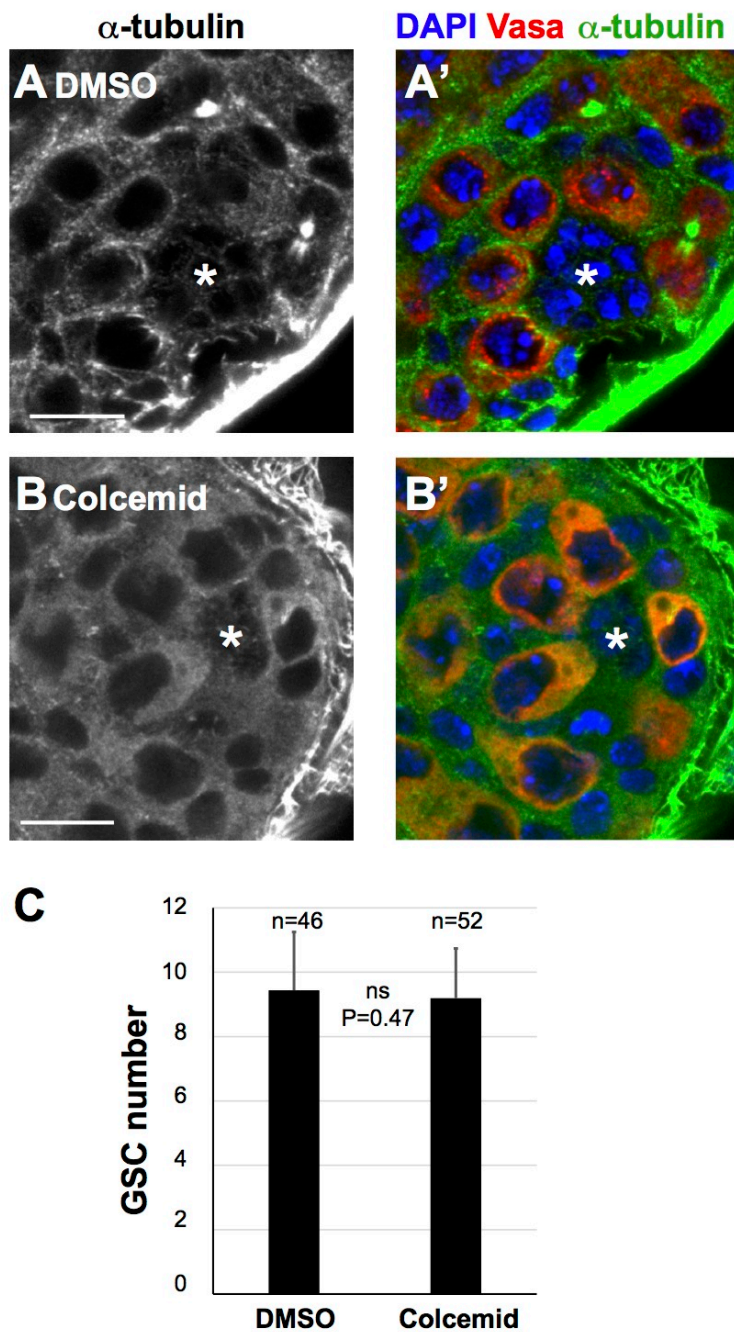 α-tubulin
DAPI Vasa α-tubulin
A DMSO
A’
*
*
B Colcemid
B’
*
*
C
12
10
8
6
4
2
0
GSC number
n=46
n=52
ns
P=0.47
DMSO
Colcemid